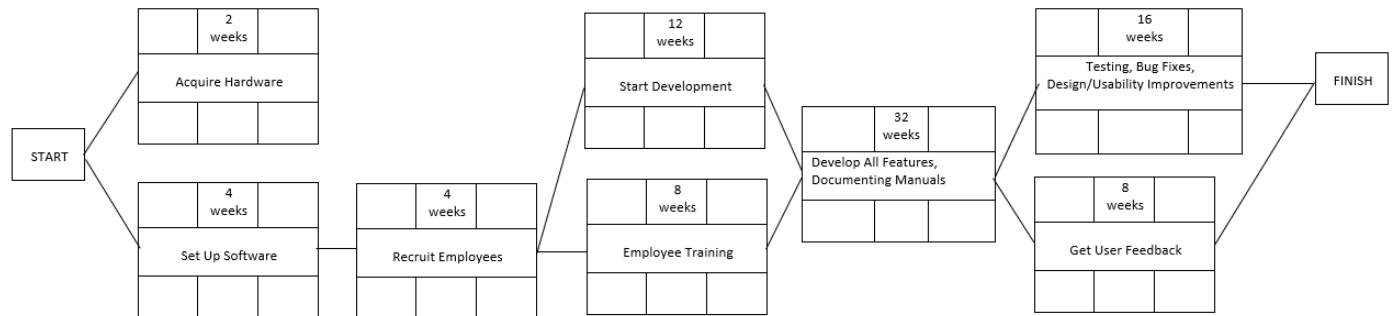 START
2
weeks
Acquire Hardware
4
weeks
Set Up Software
4
weeks
Recruit Employees
12
weeks
Start Development
8
weeks
Employee Training
32
weeks
Develop All Features,
Documenting Manuals
16
weeks
Testing, Bug Fixes,
Design/Usability Improvements
8
weeks
Get User Feedback
FINISH